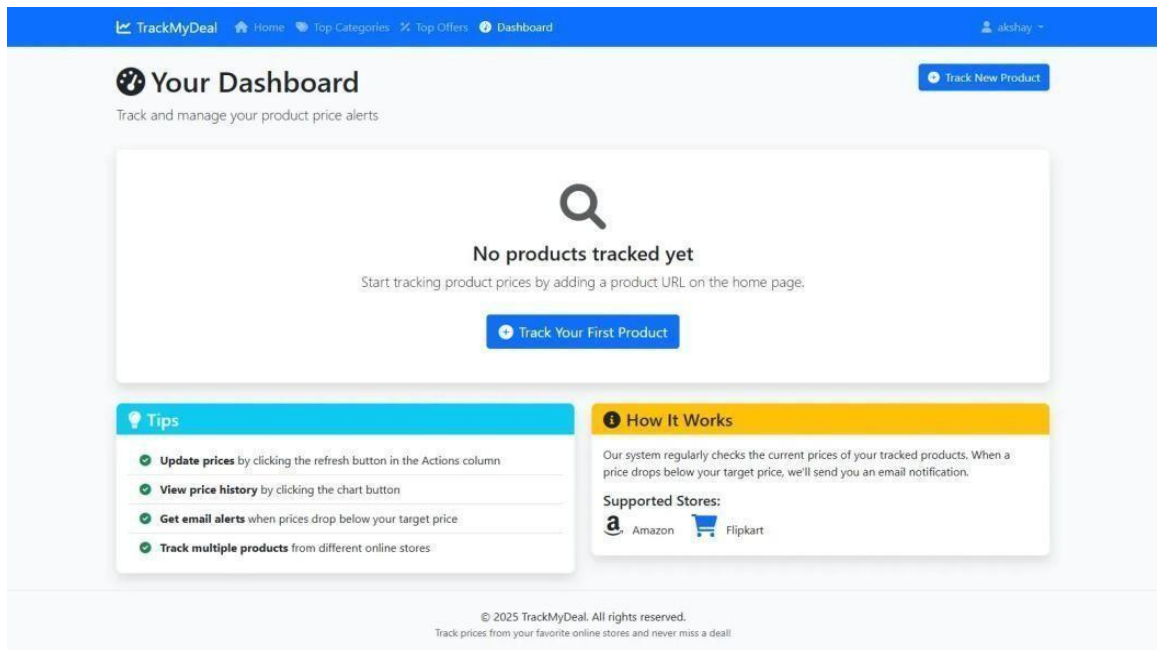 TrackMyDeal Home Top Categories Top Offers Dashboard akshay
Your Dashboard
Track New Product
Track and manage your product price alerts
No products tracked yet
Start tracking product prices by adding a product URL on the home page.
Track Your First Product
Tips
Update prices by clicking the refresh button in the Actions column
View price history by clicking the chart button
Get email alerts when prices drop below your target price
Track multiple products from different online stores
How It Works
Our system regularly checks the current prices of your tracked products. When a
price drops below your target price, we'll send you an email notification.
Supported Stores:
Amazon Flipkart
© 2025 TrackMyDeal. All rights reserved.
Track prices from your favorite online stores and never miss a deal!